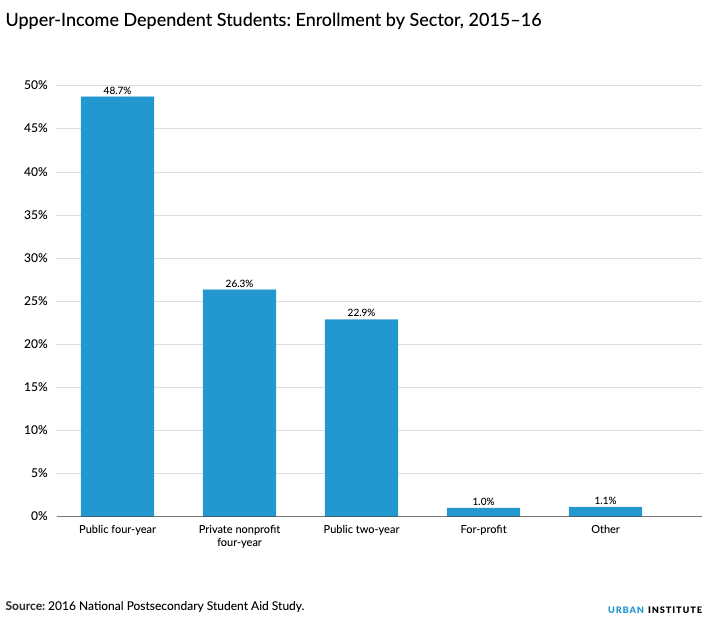 Upper-Income Dependent Students: Enrollment by Sector, 2015–16
50%
45%
40%
35%
30%
25%
20%
15%
10%
5%
0%
48.7%
26.3%
22.9%
1.0%
1.1%
Public four-year
Private nonprofit
four-year
Public two-year
For-profit
Other
Source: 2016 National Postsecondary Student Aid Study.
URBAN INSTITUTE